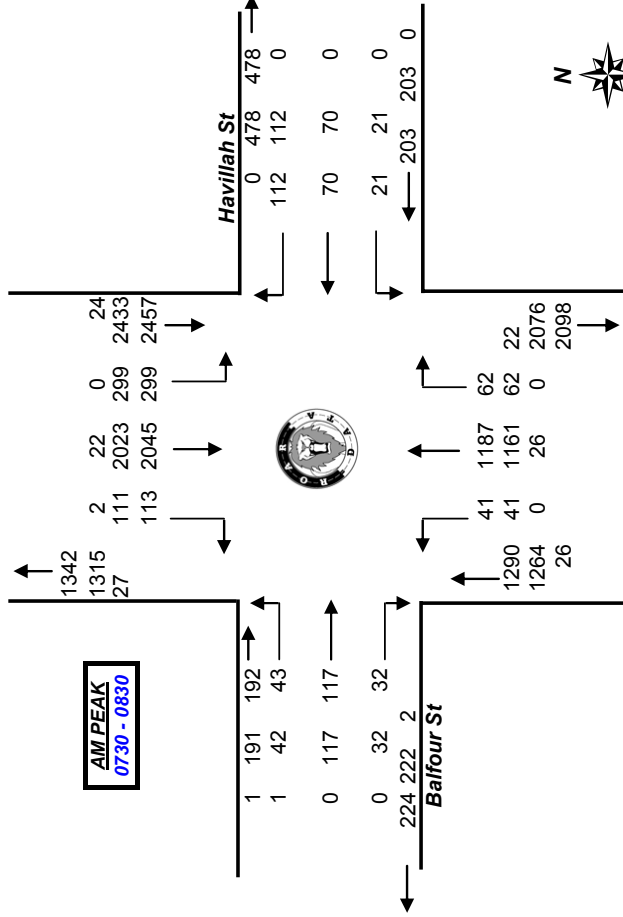 AM PEAK
0730 - 0830
1342
1315
27
2 22 0 24
111 2023 299 2433
113 2045 299 2457
Havillah St
0 478 478
112 112 0
70 70 0
21 21 0
203 203 0
1 191 192
1 42 43
0 117 117
0 32 32
224 222 2
Balfour St
ROAR DATA
1290 41 1187 62
1264 41 1161 62
26 0 26 0
22
2076
2098
N